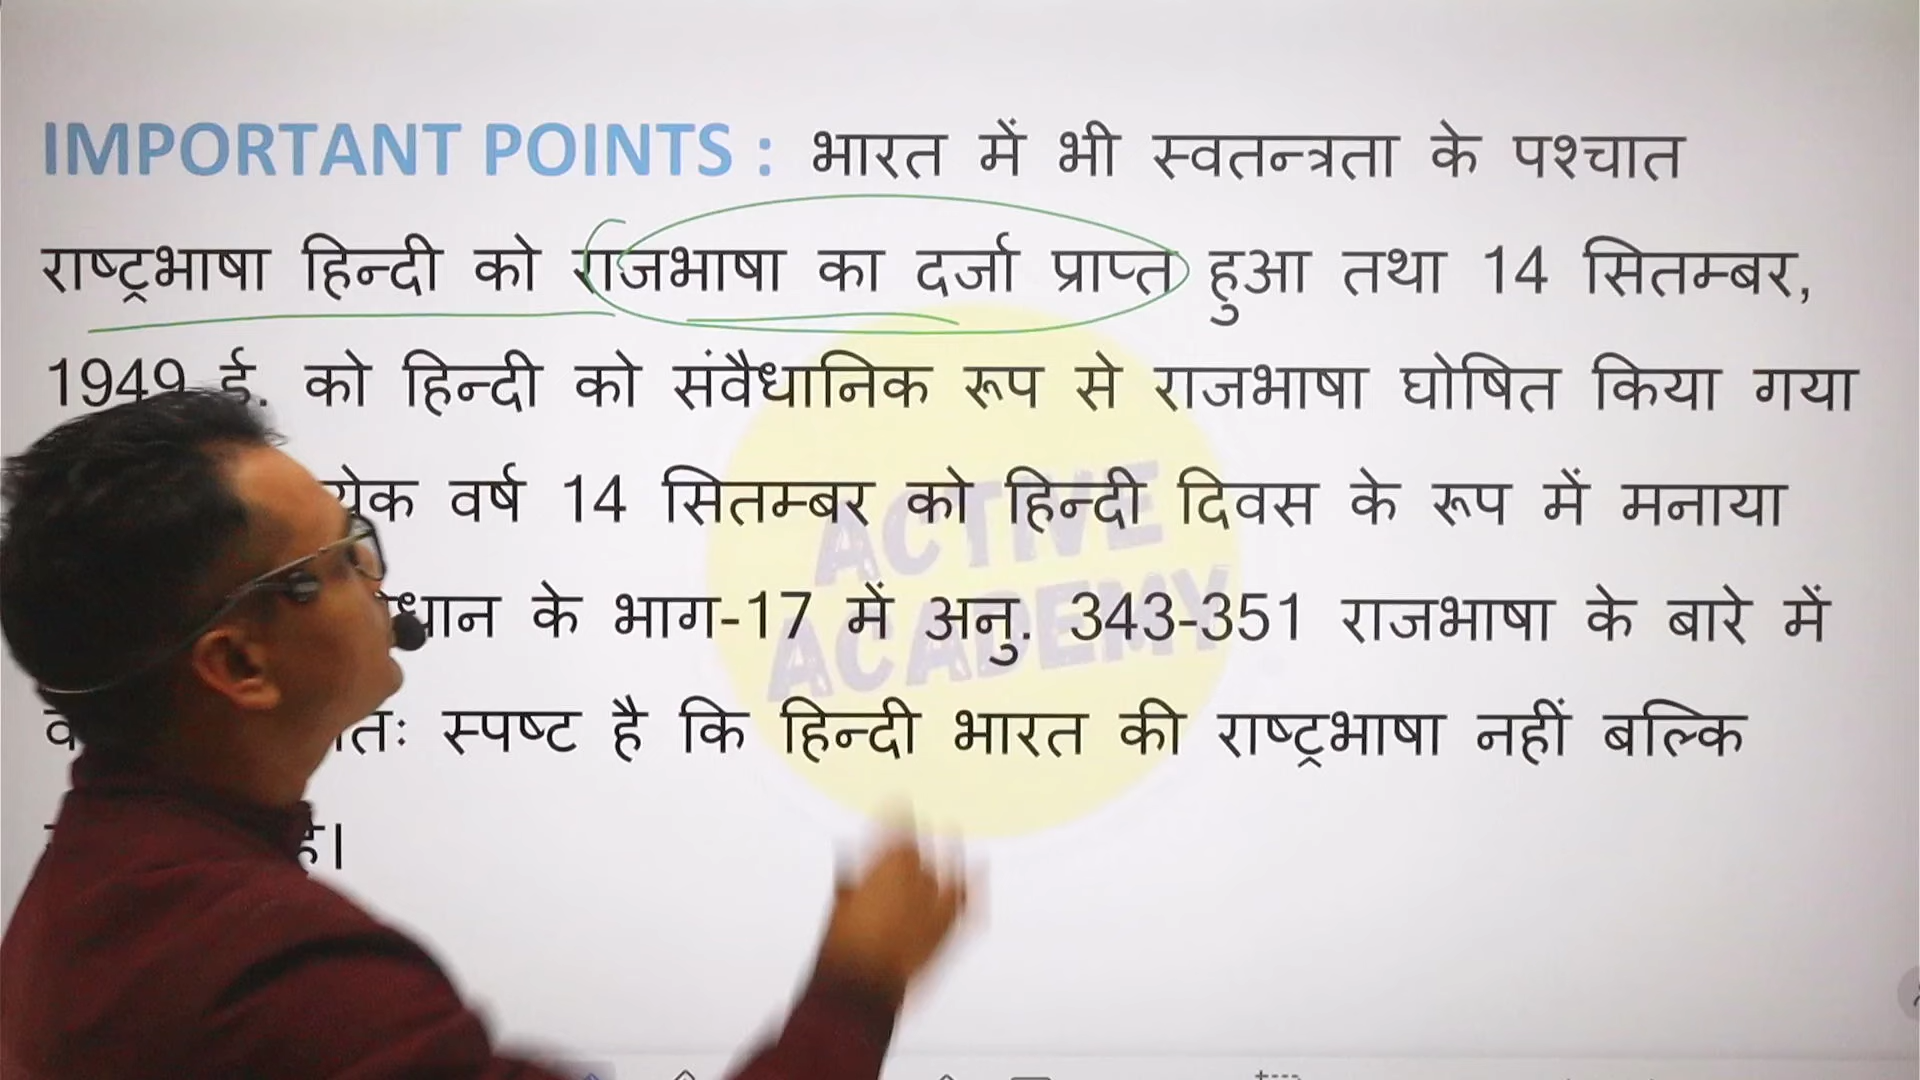 IMPORTANT POINTS : भारत में भी स्वतन्त्रता के पश्चात
राष्ट्रभाषा हिन्दी को राजभाषा का दर्जा प्राप्त हुआ तथा 14 सितम्बर,
1949 ई. को हिन्दी को संवैधानिक रूप से राजभाषा घोषित किया गया
वर्ष 14 सितम्बर को हिन्दी दिवस के रूप में मनाया
के भाग-17 में अनु. 343-351 राजभाषा के बारे में
स्पष्ट है कि हिन्दी भारत की राष्ट्रभाषा नहीं बल्कि
है।
ACTIVE
ACADEMY